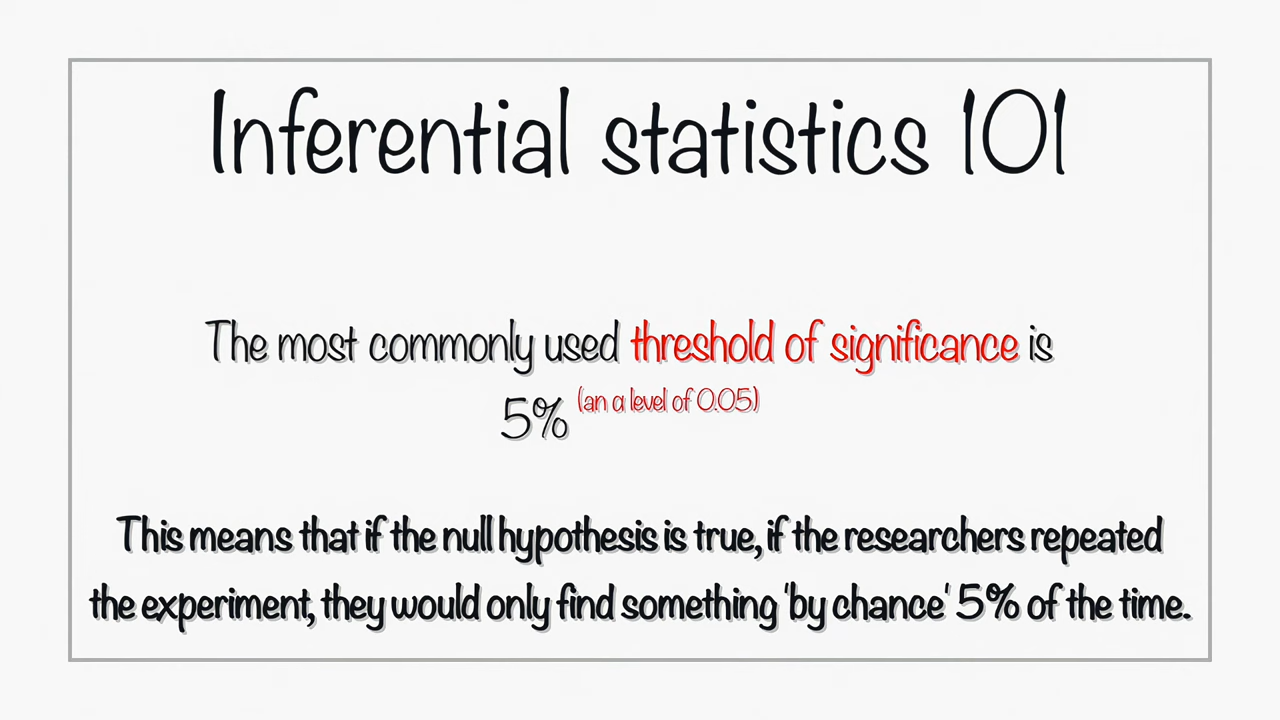 Inferential statistics 101
The most commonly used threshold of significance is
5% (an α level of 0.05)
This means that if the null hypothesis is true, if the researchers repeated
the experiment, they would only find something 'by chance' 5% of the time.